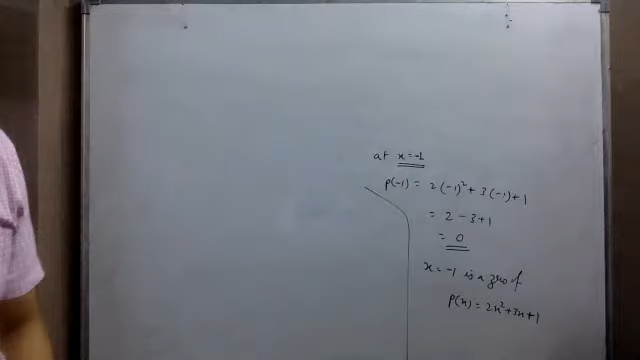 at x=-1
p(-1) = 2(-1)²+3(-1)+1
= 2-3+1
= 0
x=-1 is a zero of
p(x) = 2x²+3x+1